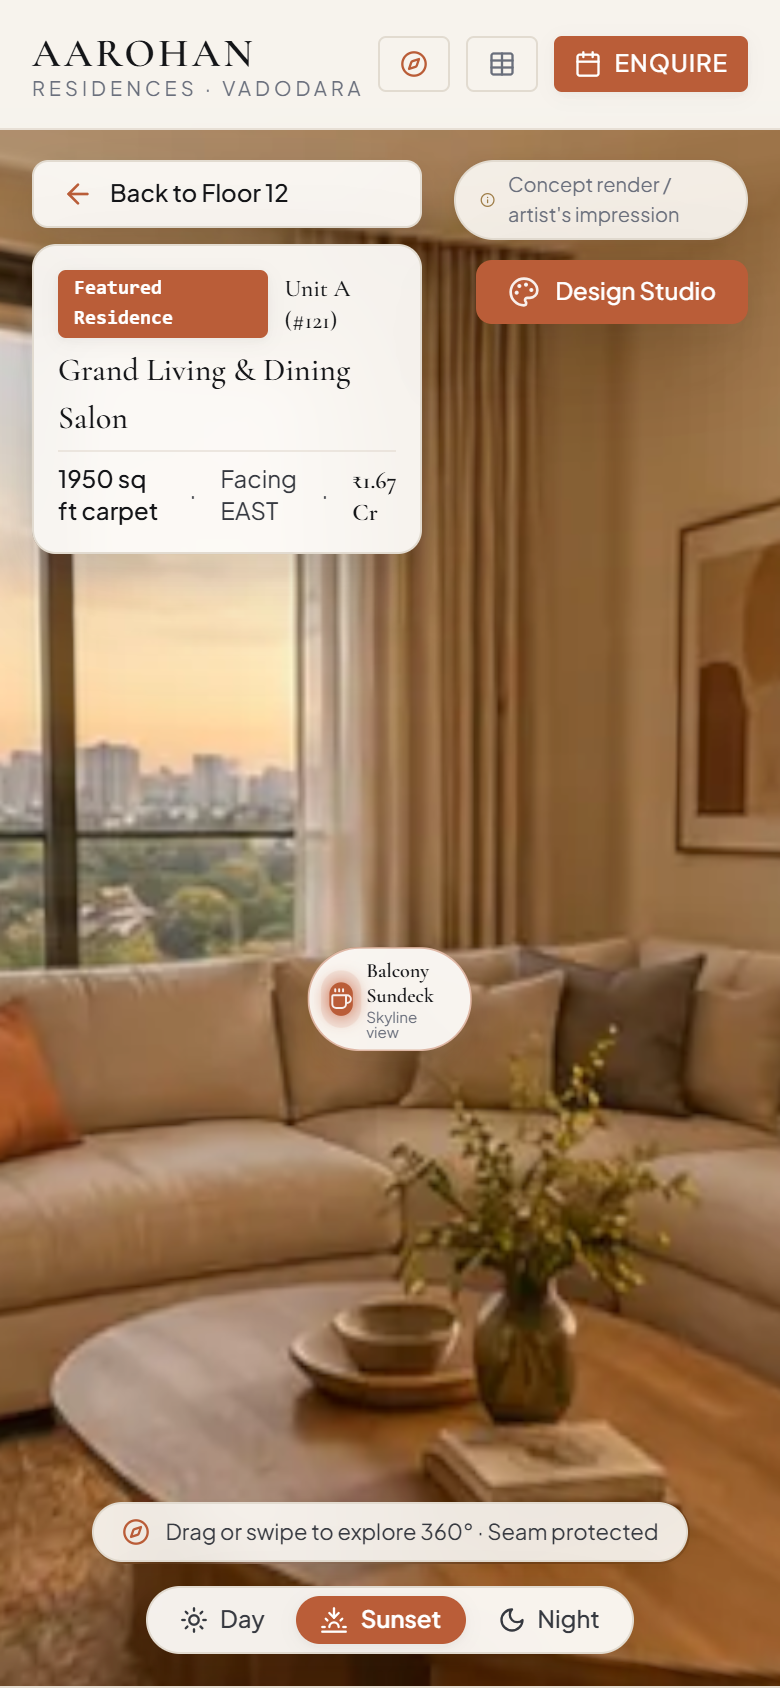 AAROHAN
RESIDENCES · VADODARA
ENQUIRE
Back to Floor 12
Concept render /
artist's impression
Design Studio
Featured
Residence
Unit A
(#121)
Grand Living & Dining
Salon
1950 sq
ft carpet
·
Facing
EAST
·
₹1.67
Cr
Balcony
Sundeck
Skyline
view
Drag or swipe to explore 360° · Seam protected
Day
Sunset
Night